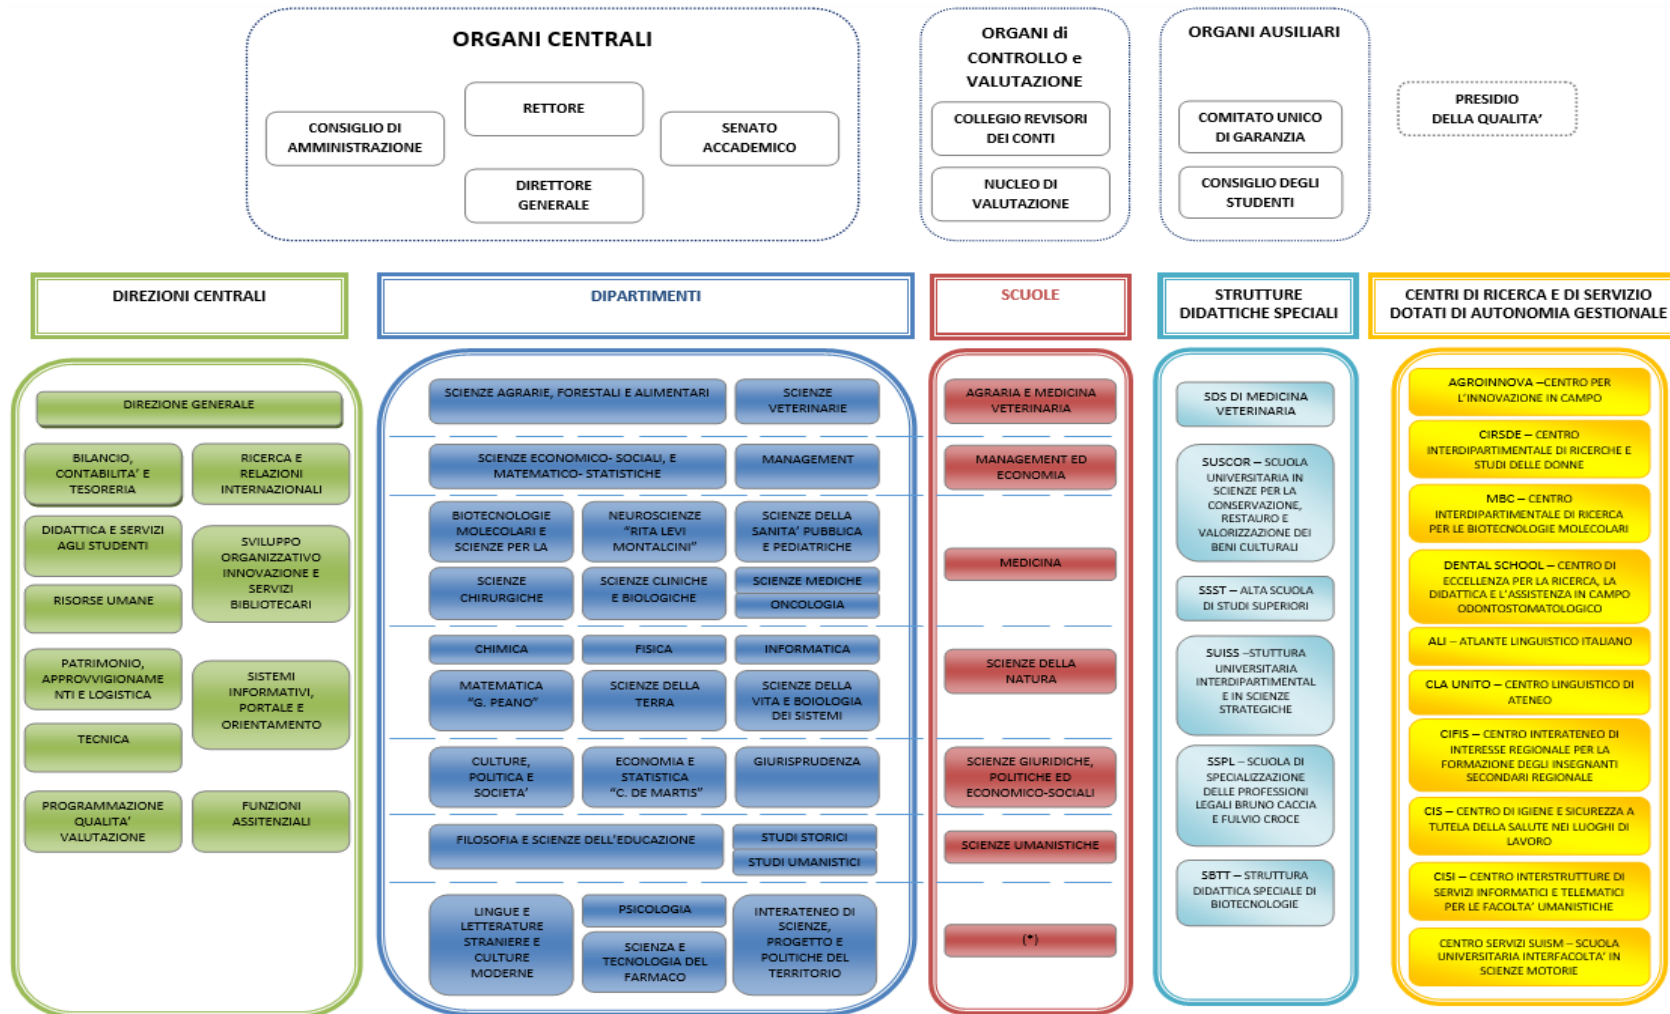 ORGANI CENTRALI
CONSIGLIO DI
AMMINISTRAZIONE
RETTORE
SENATO
ACCADEMICO
DIRETTORE
GENERALE
ORGANI di
CONTROLLO e
VALUTAZIONE
COLLEGIO REVISORI
DEI CONTI
NUCLEO DI
VALUTAZIONE
ORGANI AUSILIARI
COMITATO UNICO
DI GARANZIA
CONSIGLIO DEGLI
STUDENTI
PRESIDIO
DELLA QUALITA'
DIREZIONI CENTRALI
DIREZIONE GENERALE
BILANCIO,
CONTABILITA' E
TESORERIA
RICERCA E
RELAZIONI
INTERNAZIONALI
DIDATTICA E SERVIZI
AGLI STUDENTI
SVILUPPO
ORGANIZZATIVO
INNOVAZIONE E
SERVIZI
BIBLIOTECARI
RISORSE UMANE
PATRIMONIO,
APPROVVIGIONAME
NTI E LOGISTICA
SISTEMI
INFORMATIVI,
PORTALE E
ORIENTAMENTO
TECNICA
PROGRAMMAZIONE
QUALITA'
VALUTAZIONE
FUNZIONI
ASSITENZIALI
DIPARTIMENTI
SCIENZE AGRARIE, FORESTALI E ALIMENTARI
SCIENZE
VETERINARIE
SCIENZE ECONOMICO- SOCIALI, E
MATEMATICO- STATISTICHE
MANAGEMENT
BIOTECNOLOGIE
MOLECOLARI E
SCIENZE PER LA
NEUROSCIENZE
"RITA LEVI
MONTALCINI"
SCIENZE DELLA
SANITA' PUBBLICA
E PEDIATRICHE
SCIENZE
CHIRURGICHE
SCIENZE CLINICHE
E BIOLOGICHE
SCIENZE MEDICHE
ONCOLOGIA
CHIMICA
FISICA
INFORMATICA
MATEMATICA
"G. PEANO"
SCIENZE DELLA
TERRA
SCIENZE DELLA
VITA E BOIOLOGIA
DEI SISTEMI
CULTURE,
POLITICA E
SOCIETA'
ECONOMIA E
STATISTICA
"C. DE MARTIS"
GIURISPRUDENZA
FILOSOFIA E SCIENZE DELL'EDUCAZIONE
STUDI STORICI
STUDI UMANISTICI
LINGUE E
LETTERATURE
STRANIERE E
CULTURE
MODERNE
PSICOLOGIA
SCIENZA E
TECNOLOGIA DEL
FARMACO
INTERATENEO DI
SCIENZE,
PROGETTO E
POLITICHE DEL
TERRITORIO
SCUOLE
AGRARIA E MEDICINA
VETERINARIA
MANAGEMENT ED
ECONOMIA
MEDICINA
SCIENZE DELLA
NATURA
SCIENZE GIURIDICHE,
POLITICHE ED
ECONOMICO-SOCIALI
SCIENZE UMANISTICHE
(*)
STRUTTURE
DIDATTICHE SPECIALI
SDS DI MEDICINA
VETERINARIA
SUSCOR – SCUOLA
UNIVERSITARIA IN
SCIENZE PER LA
CONSERVAZIONE,
RESTAURO E
VALORIZZAZIONE DEI
BENI CULTURALI
SSST – ALTA SCUOLA
DI STUDI SUPERIORI
SUISS –STUTTURA
UNIVERSITARIA
INTERDIPARTIMENTAL
E IN SCIENZE
STRATEGICHE
SSPL – SCUOLA DI
SPECIALIZZAZIONE
DELLE PROFESSIONI
LEGALI BRUNO CACCIA
E FULVIO CROCE
SBTT – STRUTTURA
DIDATTICA SPECIALE DI
BIOTECNOLOGIE
CENTRI DI RICERCA E DI SERVIZIO
DOTATI DI AUTONOMIA GESTIONALE
AGROINNOVA –CENTRO PER
L'INNOVAZIONE IN CAMPO
CIRSDE – CENTRO
INTERDIPARTIMENTALE DI RICERCHE E
STUDI DELLE DONNE
MBC – CENTRO
INTERDIPARTIMENTALE DI RICERCA
PER LE BIOTECNOLOGIE MOLECOLARI
DENTAL SCHOOL – CENTRO DI
ECCELLENZA PER LA RICERCA, LA
DIDATTICA E L'ASSISTENZA IN CAMPO
ODONTOSTOMATOLOGICO
ALI – ATLANTE LINGUISTICO ITALIANO
CLA UNITO – CENTRO LINGUISTICO DI
ATENEO
CIFIS – CENTRO INTERATENEO DI
INTERESSE REGIONALE PER LA
FORMAZIONE DEGLI INSEGNANTI
SECONDARI REGIONALE
CIS – CENTRO DI IGIENE E SICUREZZA A
TUTELA DELLA SALUTE NEI LUOGHI DI
LAVORO
CISI – CENTRO INTERSTRUTTURE DI
SERVIZI INFORMATICI E TELEMATICI
PER LE FACOLTA' UMANISTICHE
CENTRO SERVIZI SUISM – SCUOLA
UNIVERSITARIA INTERFACOLTA' IN
SCIENZE MOTORIE